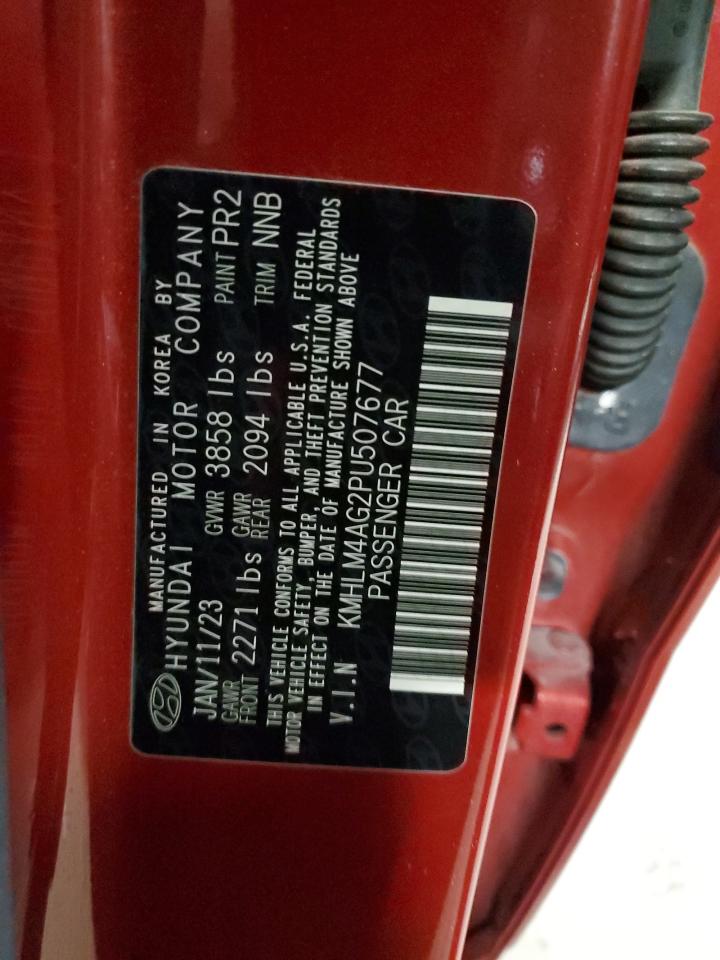 MANUFACTURED IN KOREA BY
HYUNDAI MOTOR COMPANY
JAN/11/23 GVWR 3858 lbs PAINT PR2
GAWR FRONT 2271 lbs GAWR REAR 2094 lbs TRIM NNB
THIS VEHICLE CONFORMS TO ALL APPLICABLE U.S.A. FEDERAL
MOTOR VEHICLE SAFETY, BUMPER, AND THEFT PREVENTION STANDARDS
IN EFFECT ON THE DATE OF MANUFACTURE SHOWN ABOVE
V.I.N KMHLM4AG2PU507677
PASSENGER CAR